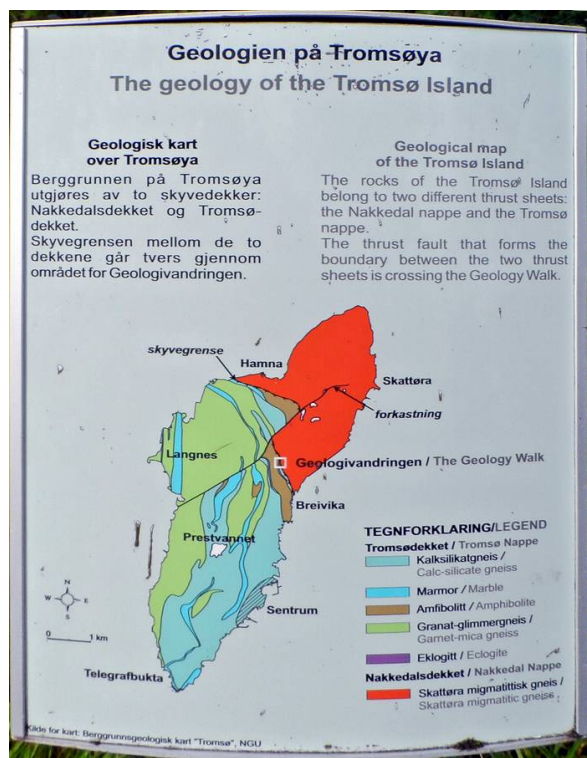 Geologien på Tromsøya
The geology of the Tromsø Island
Geologisk kart
over Tromsøya
Berggrunnen på Tromsøya
utgjøres av to skyvedekker:
Nakkedalsdekket og Tromsø-
dekket.
Skyvegrensen mellom de to
dekkene går tvers gjennom
området for Geologivandringen.
Geological map
of the Tromsø Island
The rocks of the Tromsø Island
belong to two different thrust sheets:
the Nakkedal nappe and the Tromsø
nappe.
The thrust fault that forms the
boundary between the two thrust
sheets is crossing the Geology Walk.
skyvegrense
Hamna
Skattøra
forkastning
Langnes
Geologivandringen / The Geology Walk
Breivika
Prestvannet
Sentrum
Telegrafbukta
N
W E
S
0 1 km
TEGNFORKLARING/LEGEND
Tromsødekket / Tromsø Nappe
Kalksilikatgneis /
Calc-silicate gneiss
Marmor / Marble
Amfibolitt / Amphibolite
Granat-glimmergneis /
Garnet-mica gneiss
Eklogitt / Eclogite
Nakkedalsdekket / Nakkedal Nappe
Skattøra migmatittisk gneis /
Skattøra migmatitic gneiss
Kilde for kart: Berggrunnsgeologisk kart "Tromsø", NGU